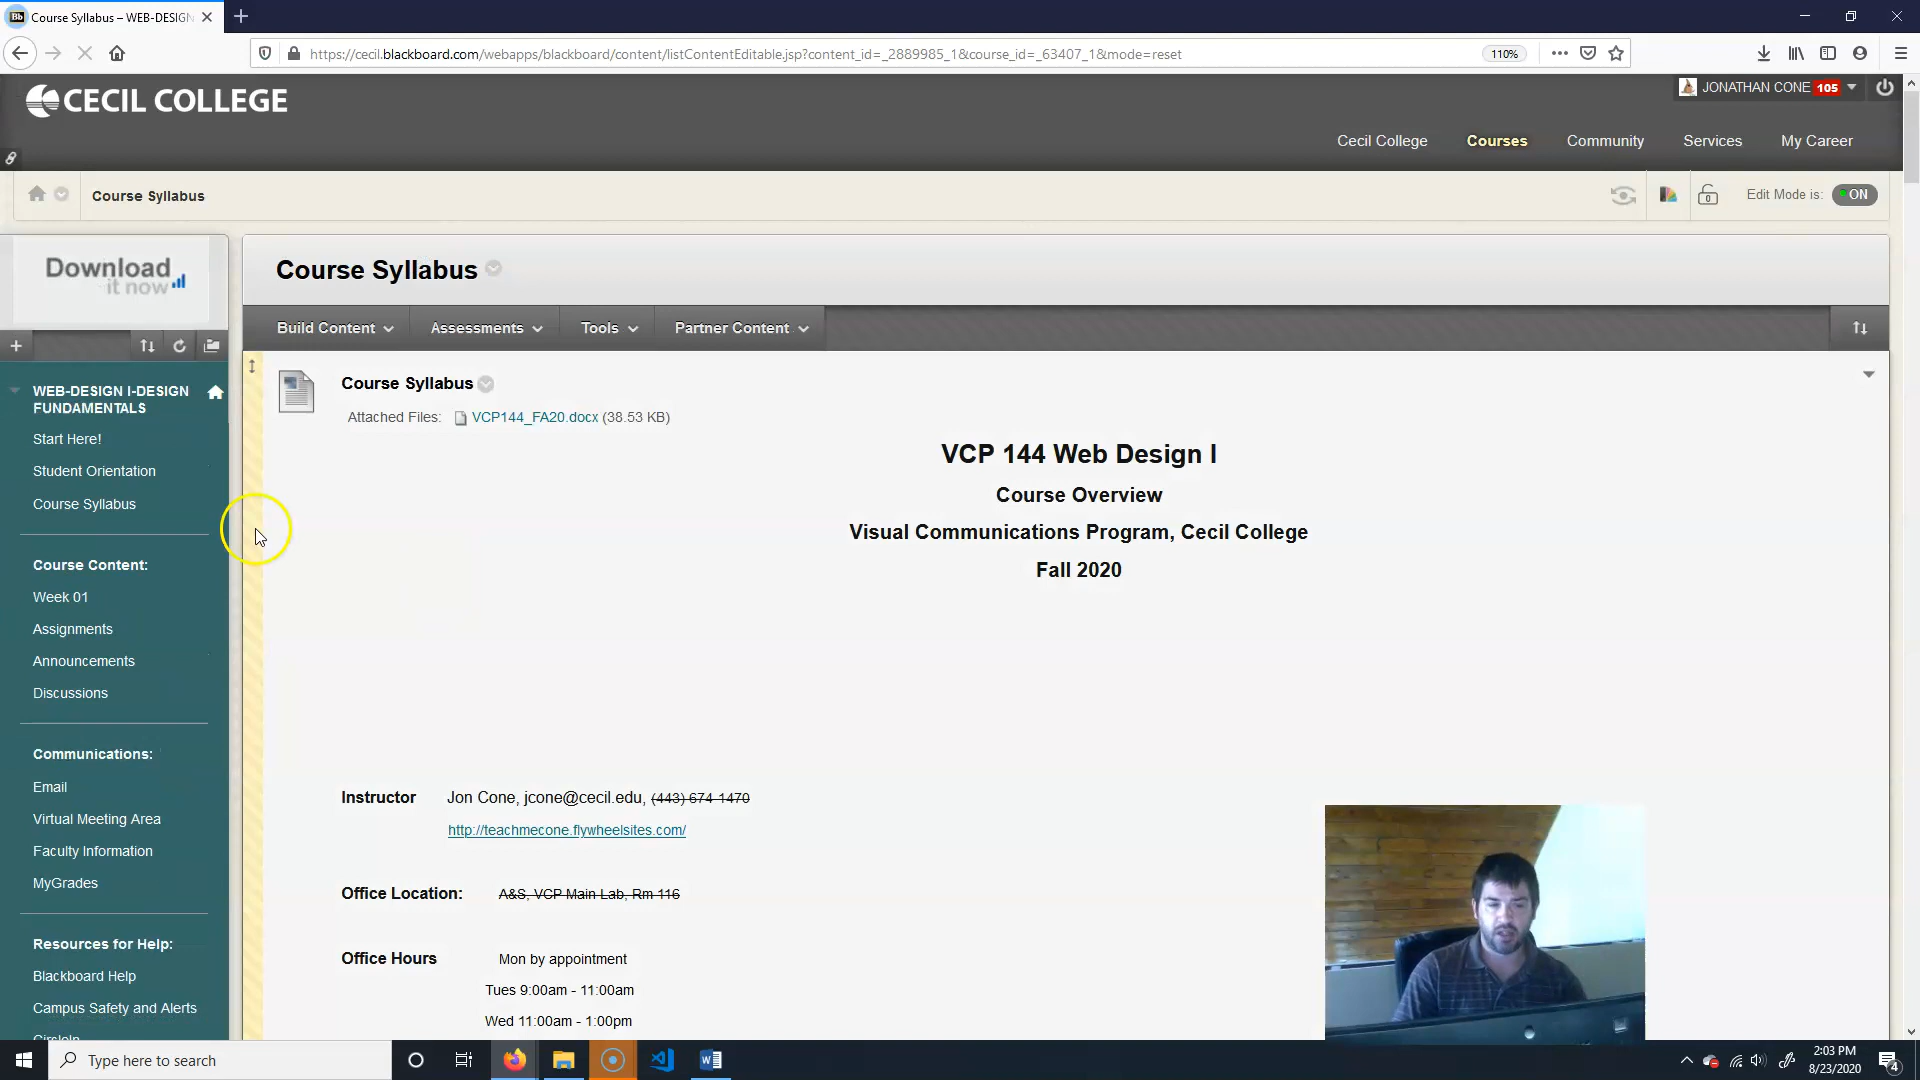 Course Syllabus – WEB-DESIGN
https://cecil.blackboard.com/webapps/blackboard/content/listContentEditable.jsp?content_id=_2889985_1&course_id=_63407_1&mode=reset
110%
CECIL COLLEGE
JONATHAN CONE 105
Cecil College Courses Community Services My Career
Course Syllabus
Edit Mode is: ON
Download
it now
Course Syllabus
Build Content Assessments Tools Partner Content
WEB-DESIGN I-DESIGN
FUNDAMENTALS
Start Here!
Student Orientation
Course Syllabus
Course Content:
Week 01
Assignments
Announcements
Discussions
Communications:
Email
Virtual Meeting Area
Faculty Information
MyGrades
Resources for Help:
Blackboard Help
Campus Safety and Alerts
Course Syllabus
Attached Files: VCP144_FA20.docx (38.53 KB)
VCP 144 Web Design I
Course Overview
Visual Communications Program, Cecil College
Fall 2020
Instructor Jon Cone, jcone@cecil.edu, (443) 674-1470
http://teachmecone.flywheelsites.com/
Office Location: A&S, VCP Main Lab, Rm 116
Office Hours Mon by appointment
Tues 9:00am - 11:00am
Wed 11:00am - 1:00pm
Type here to search
2:03 PM
8/23/2020
4